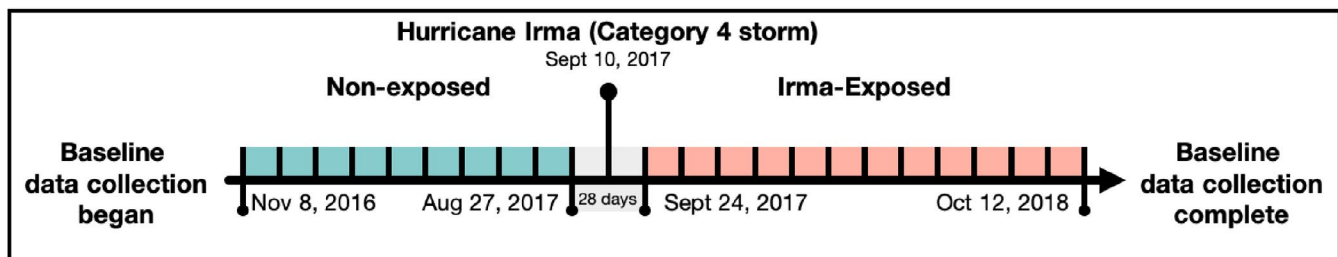 Hurricane Irma (Category 4 storm)
Sept 10, 2017
Non-exposed
Irma-Exposed
Baseline
data collection
began
Nov 8, 2016
Aug 27, 2017
28 days
Sept 24, 2017
Oct 12, 2018
Baseline
data collection
complete